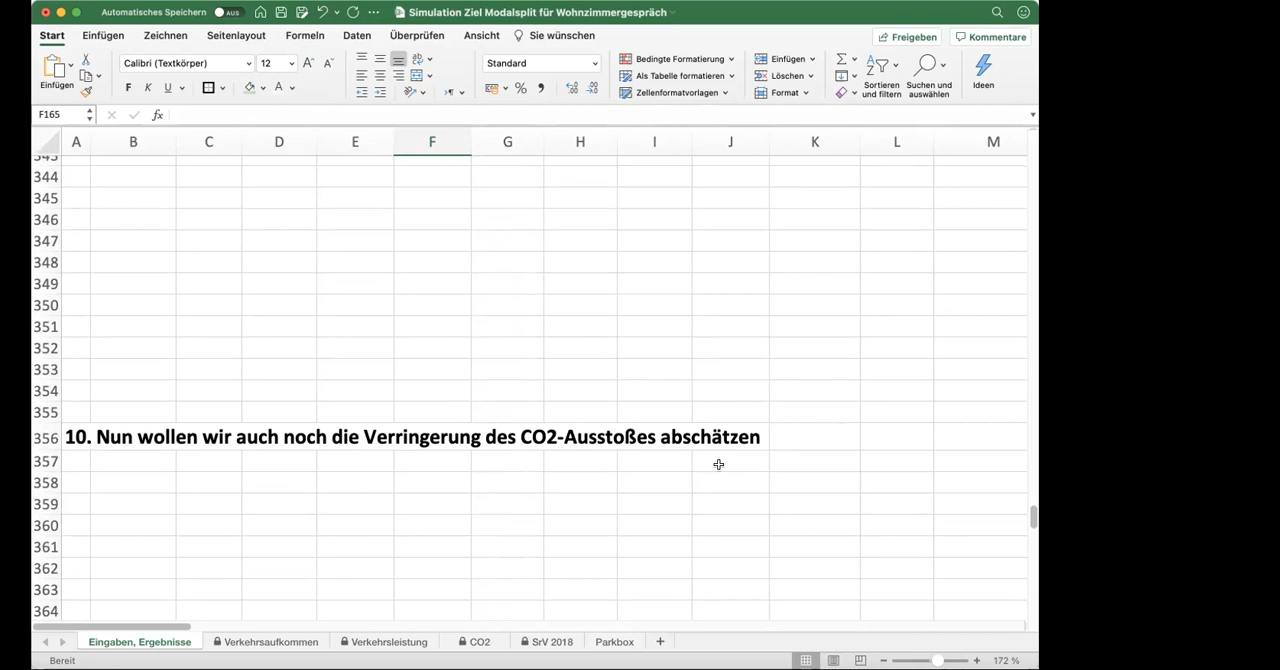 Automatisches Speichern AUS Simulation Ziel Modalsplit für Wohnzimmergespräch
Start Einfügen Zeichnen Seitenlayout Formeln Daten Überprüfen Ansicht Sie wünschen Freigeben Kommentare
Einfügen
Calibri (Textkörper) 12
F K U
Standard
Bedingte Formatierung
Als Tabelle formatieren
Zellenformatvorlagen
Einfügen
Löschen
Format
Sortieren und filtern
Suchen und auswählen
Ideen
F165 fx
A B C D E F G H I J K L M
343
344
345
346
347
348
349
350
351
352
353
354
355
356 10. Nun wollen wir auch noch die Verringerung des CO2-Ausstoßes abschätzen
357
358
359
360
361
362
363
364
Eingaben, Ergebnisse Verkehrsaufkommen Verkehrsleistung CO2 SrV 2018 Parkbox +
Bereit 172 %